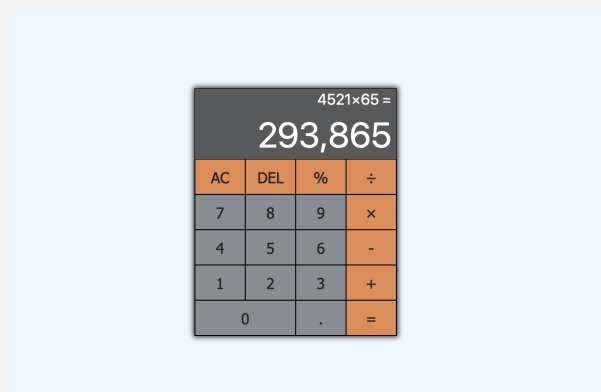 4521×65 =
293,865
AC DEL % ÷
7 8 9 ×
4 5 6 -
1 2 3 +
0 . =